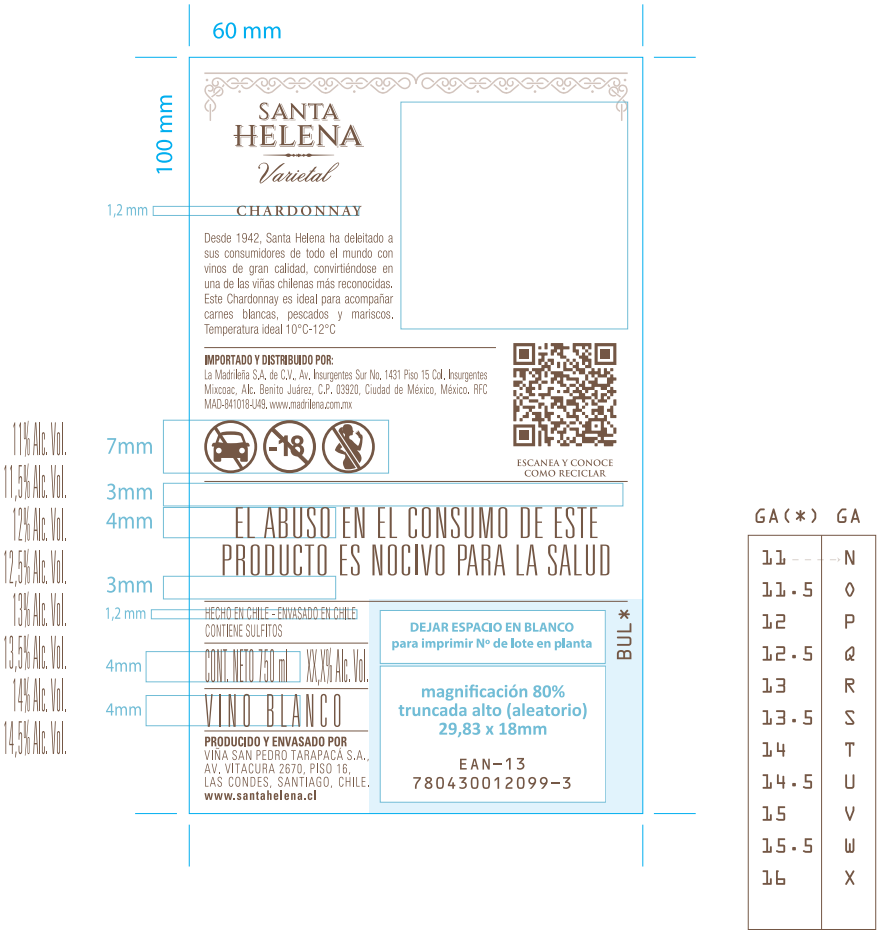 60 mm
100 mm
SANTA
HELENA
Varietal
1,2 mm
CHARDONNAY
Desde 1942, Santa Helena ha deleitado a
sus consumidores de todo el mundo con
vinos de gran calidad, convirtiéndose en
una de las viñas chilenas más reconocidas.
Este Chardonnay es ideal para acompañar
carnes blancas, pescados y mariscos.
Temperatura ideal 10°C-12°C
IMPORTADO Y DISTRIBUIDO POR:
La Madrileña S.A. de C.V., Av. Insurgentes Sur No. 1431 Piso 15 Col. Insurgentes
Mixcoac, Alc. Benito Juárez, C.P. 03920, Ciudad de México, México. RFC
MAD-841018-U49. www.madrilena.com.mx
ESCANEA Y CONOCE
COMO RECICLAR
7mm
-18
3mm
4mm
EL ABUSO EN EL CONSUMO DE ESTE
PRODUCTO ES NOCIVO PARA LA SALUD
3mm
1,2 mm
HECHO EN CHILE - ENVASADO EN CHILE
CONTIENE SULFITOS
4mm
CONT. NETO 750 ml XX,X% Alc. Vol.
4mm
VINO BLANCO
PRODUCIDO Y ENVASADO POR
VIÑA SAN PEDRO TARAPACÁ S.A.,
AV. VITACURA 2670, PISO 16,
LAS CONDES, SANTIAGO, CHILE.
www.santahelena.cl
DEJAR ESPACIO EN BLANCO
para imprimir Nº de lote en planta
BUL*
magnificación 80%
truncada alto (aleatorio)
29,83 x 18mm
EAN-13
780430012099-3
11% Alc. Vol.
11,5% Alc. Vol.
12% Alc. Vol.
12,5% Alc. Vol.
13% Alc. Vol.
13,5% Alc. Vol.
14% Alc. Vol.
14,5% Alc. Vol.
GA(*) GA
11 N
11.5 O
12 P
12.5 Q
13 R
13.5 S
14 T
14.5 U
15 V
15.5 W
16 X